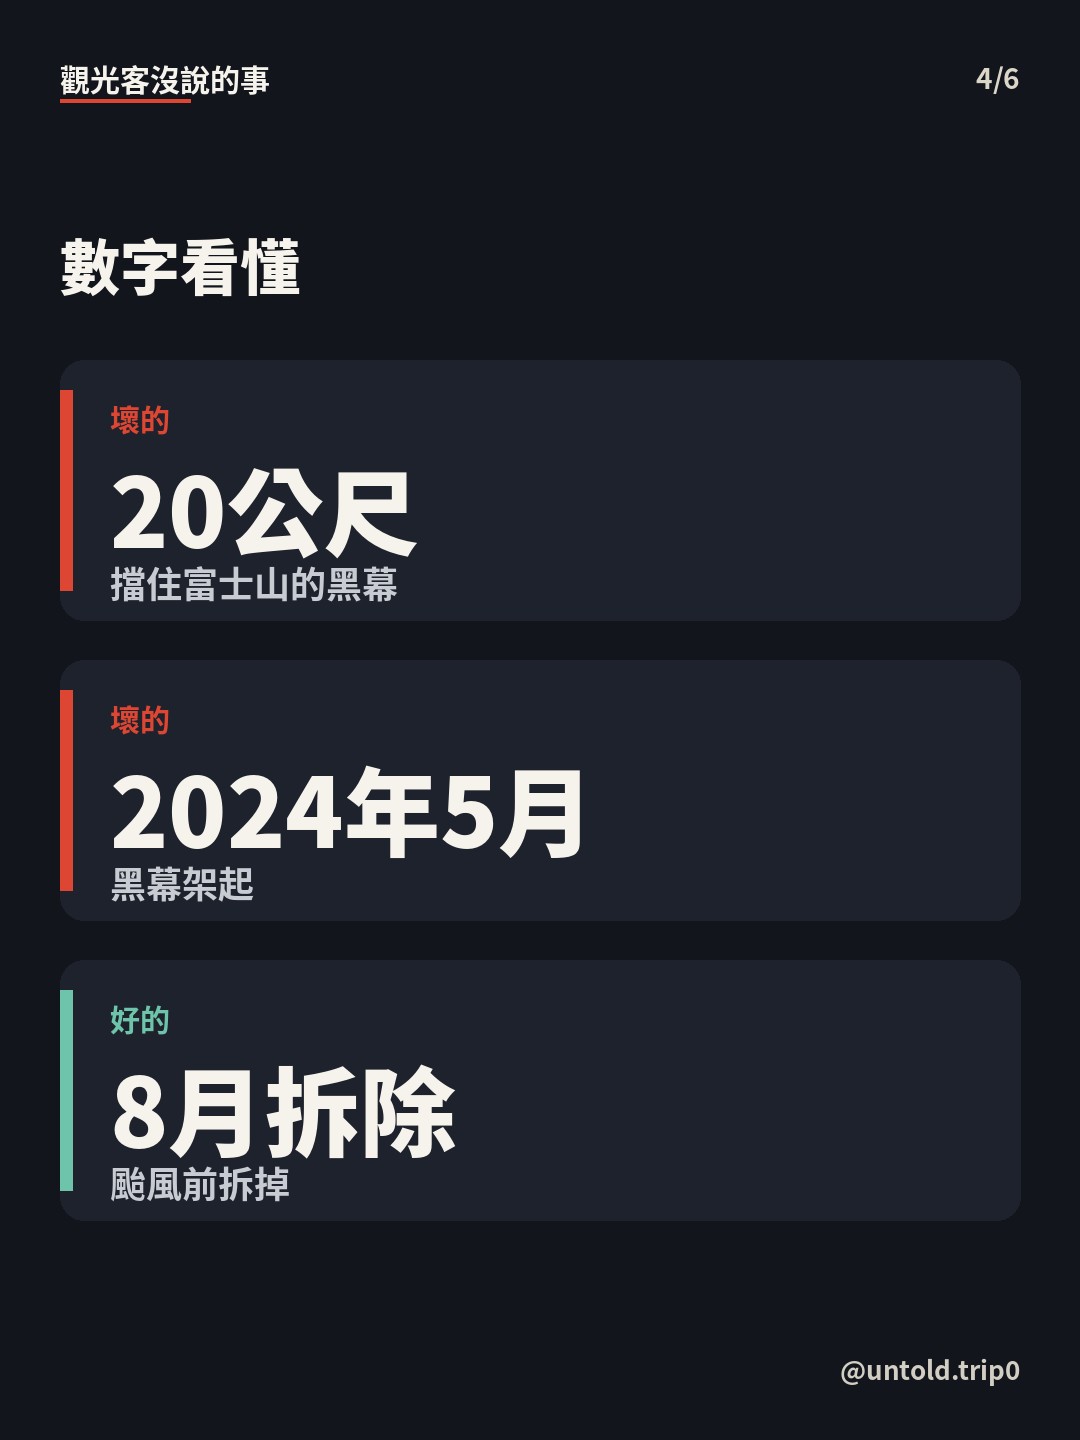 觀光客沒說的事
4/6
數字看懂
壞的
20公尺
擋住富士山的黑幕
壞的
2024年5月
黑幕架起
好的
8月拆除
颱風前拆掉
@untold.trip0